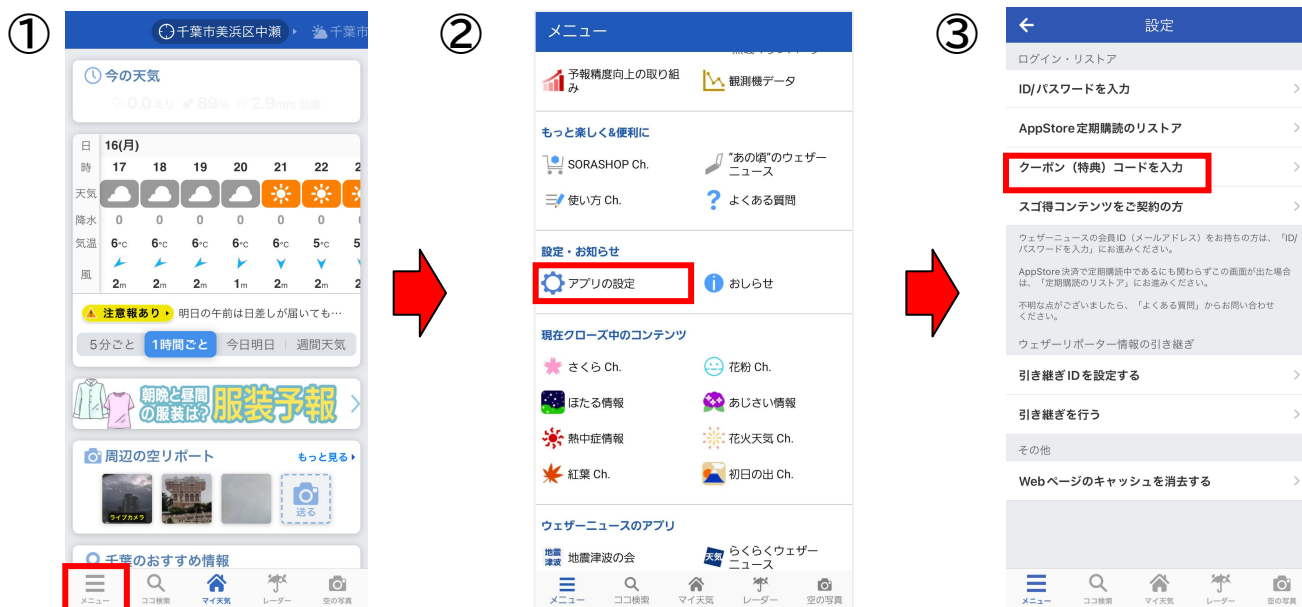 ①
千葉市美浜区中瀬
千葉市
今の天気
0.0ミリ 89% 2.9m/s 北東
日 16(月)
時 17 18 19 20 21 22 2
天気
降水 0 0 0 0 0 0
気温 6℃ 6℃ 6℃ 6℃ 6℃ 5℃ 5
風 2m 2m 2m 1m 2m 2m 2
注意報あり 明日の午前は日差しが届いても…
5分ごと 1時間ごと 今日明日 週間天気
朝晩と昼間
の服装は? 服装予報
周辺の空リポート もっと見る
ライブカメラ
送る
千葉のおすすめ情報
メニュー ココ検索 マイ天気 レーダー 空の写真
②
メニュー
予報精度向上の取り組
み
観測機データ
もっと楽しく&便利に
SORASHOP Ch.
"あの頃"のウェザー
ニュース
使い方 Ch.
よくある質問
設定・お知らせ
アプリの設定
おしらせ
現在クローズ中のコンテンツ
さくら Ch.
花粉 Ch.
ほたる情報
あじさい情報
熱中症情報
花火天気 Ch.
紅葉 Ch.
初日の出 Ch.
ウェザーニュースのアプリ
地震
津波
地震津波の会
天気
らくらくウェザー
ニュース
メニュー ココ検索 マイ天気 レーダー 空の写真
③
設定
ログイン・リストア
ID/パスワードを入力
AppStore定期購読のリストア
クーポン（特典）コードを入力
スゴ得コンテンツをご契約の方
ウェザーニュースの会員ID（メールアドレス）をお持ちの方は、「ID/
パスワードを入力」にお進みください。
AppStore決済で定期購読中であるにも関わらずこの画面が出た場合
は、「定期購読のリストア」にお進みください。
不明な点がございましたら、「よくある質問」からお問い合わせ
ください。
ウェザーリポーター情報の引き継ぎ
引き継ぎIDを設定する
引き継ぎを行う
その他
Webページのキャッシュを消去する
メニュー ココ検索 マイ天気 レーダー 空の写真